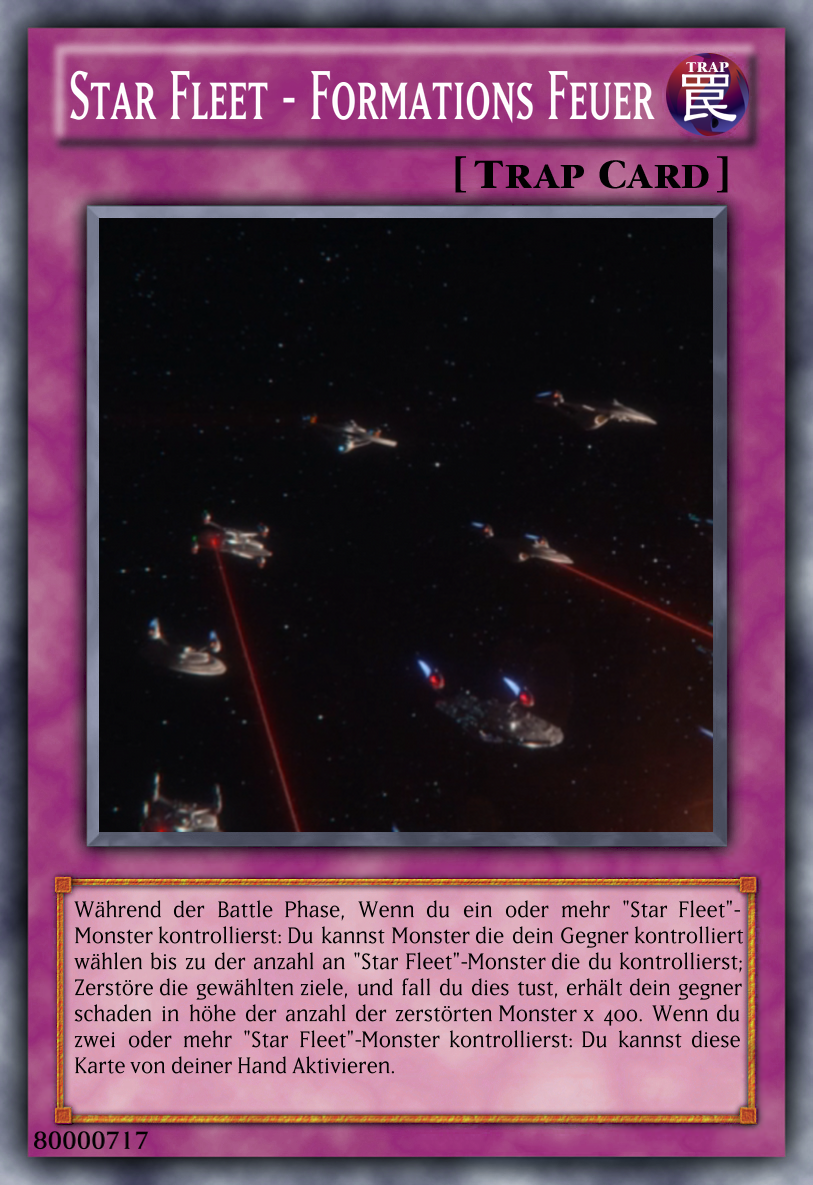 Star Fleet - Formations Feuer
TRAP
罠
[Trap Card]
Während der Battle Phase, Wenn du ein oder mehr "Star Fleet"-
Monster kontrollierst: Du kannst Monster die dein Gegner kontrolliert
wählen bis zu der anzahl an "Star Fleet"-Monster die du kontrollierst;
Zerstöre die gewählten ziele, und fall du dies tust, erhält dein gegner
schaden in höhe der anzahl der zerstörten Monster x 400. Wenn du
zwei oder mehr "Star Fleet"-Monster kontrollierst: Du kannst diese
Karte von deiner Hand Aktivieren.
80000717